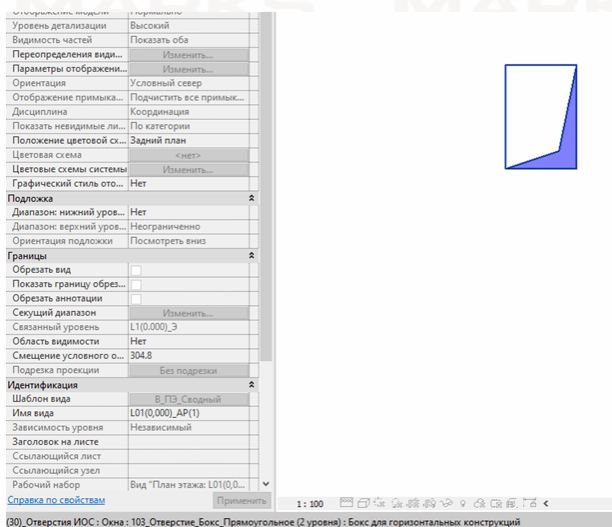 Отображение модели Нормально
Уровень детализации Высокий
Видимость частей Показать оба
Переопределения види... Изменить...
Параметры отображени... Изменить...
Ориентация Условный север
Отображение примыка... Подчистить все примык...
Дисциплина Координация
Показать невидимые ли... По категории
Положение цветовой сх... Задний план
Цветовая схема <нет>
Цветовые схемы системы Изменить...
Графический стиль ото... Нет
Подложка
Диапазон: нижний уров... Нет
Диапазон: верхний уров... Неограниченно
Ориентация подложки Посмотреть вниз
Границы
Обрезать вид
Показать границу обрез...
Обрезать аннотации
Секущий диапазон Изменить...
Связанный уровень L1(0.000)_Э
Область видимости Нет
Смещение условного о... 304.8
Подрезка проекции Без подрезки
Идентификация
Шаблон вида В_ПЭ_Сводный
Имя вида L01(0,000)_АР(1)
Зависимость уровня Независимый
Заголовок на листе
Ссылающийся лист
Ссылающийся узел
Рабочий набор Вид "План этажа: L01(0,0...
Справка по свойствам Применить
1 : 100
(30)_Отверстия ИОС : Окна : 103_Отверстие_Бокс_Прямоугольное (2 уровня) : Бокс для горизонтальных конструкций